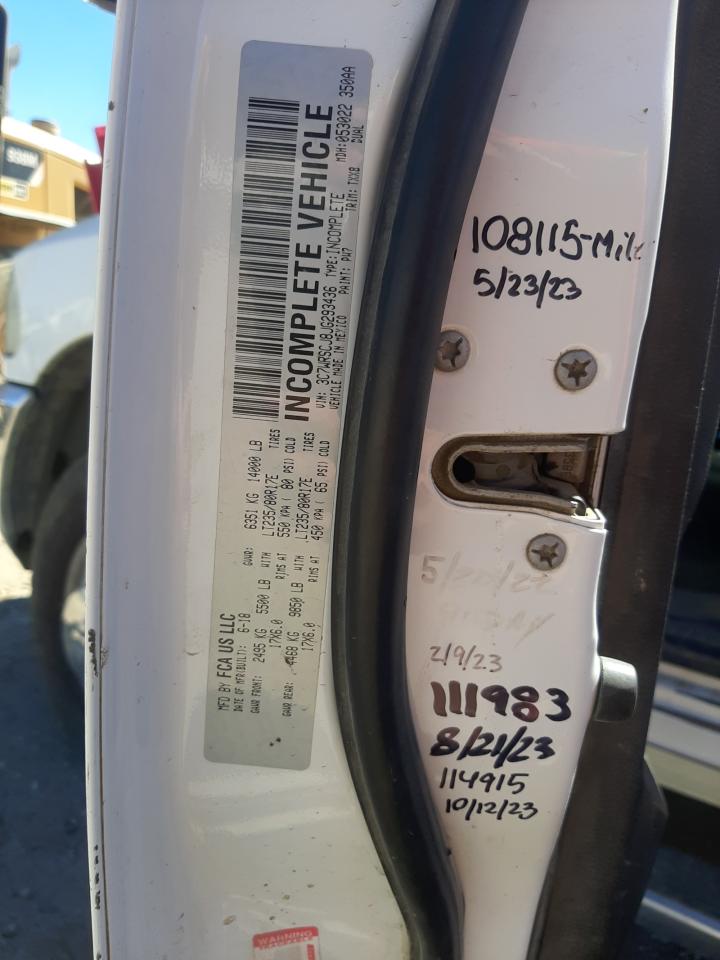 MFD BY FCA US LLC
DATE OF MFR(BUILT): 6-18 GVWR: 6351 KG 14000 LB
GAWR FRONT: 2495 KG 5500 LB WITH LT235/80R17E TIRES
17X6.0 RIMS AT 550 KPA ( 80 PSI) COLD
GAWR REAR: 4468 KG 9850 LB WITH LT235/80R17E TIRES
17X6.0 RIMS AT 450 KPA ( 65 PSI) COLD
INCOMPLETE VEHICLE
VIN: 3C7WRSCJ8JG293436 TYPE: INCOMPLETE MDH: 053022 350AA
VEHICLE MADE IN MEXICO PAINT: PW7 TRIM: TXX8 DUAL
108115-Mile
5/23/23
2/9/23
111983
8/21/23
114915
10/12/23
WARNING